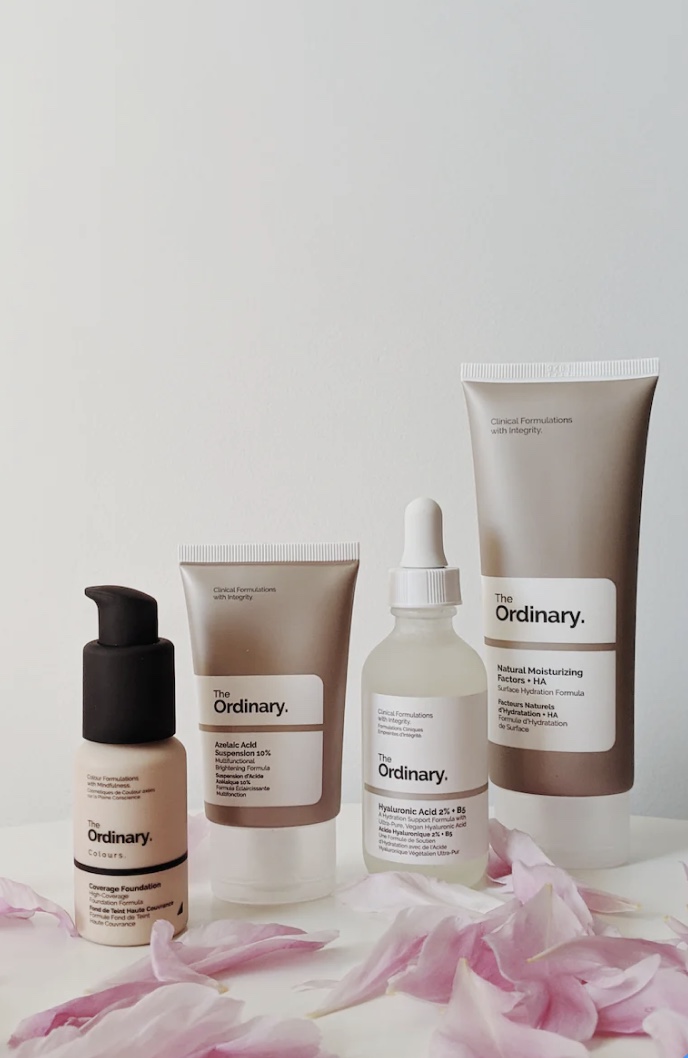 Colour Formulations
with Mindfulness.
The
Ordinary.
Colours.
Coverage Foundation
High-Coverage
Foundation Formula
Fond de Teint Haute Couvrance
Formule Fond de Teint
Haute Couvrance
Clinical Formulations
with Integrity.
The
Ordinary.
Azelaic Acid
Suspension 10%
Multifunctional
Brightening Formula
Suspension d'Acide
Azélaïque 10%
Formule Éclaircissante
Multifonction
Clinical Formulations
with Integrity.
Formulations Cliniques
Empreintes d'Intégrité.
The
Ordinary.
Hyaluronic Acid 2% + B5
A Hydration Support Formula with
Ultra-Pure, Vegan Hyaluronic Acid
Acide Hyaluronique 2% + B5
Une Formule de Soutien
d'Hydratation avec de l'Acide
Hyaluronique Végétalien Ultra-Pur
Clinical Formulations
with Integrity.
The
Ordinary.
Natural Moisturizing
Factors + HA
Surface Hydration Formula
Facteurs Naturels
d'Hydratation + HA
Formule d'Hydratation
de Surface